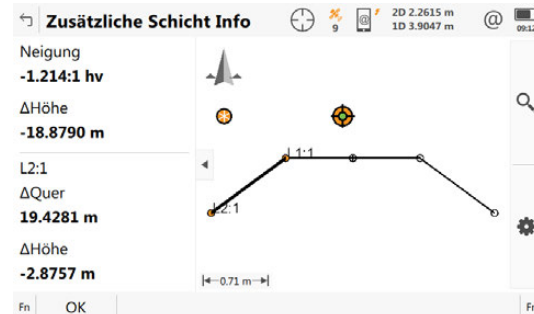 Zusätzliche Schicht Info
9
@
2D 2.2615 m
1D 3.9047 m
@
09:12
Neigung
-1.214:1 hv
ΔHöhe
-18.8790 m
L2:1
ΔQuer
19.4281 m
ΔHöhe
-2.8757 m
L1:1
L2:1
0.71 m
Fn
OK